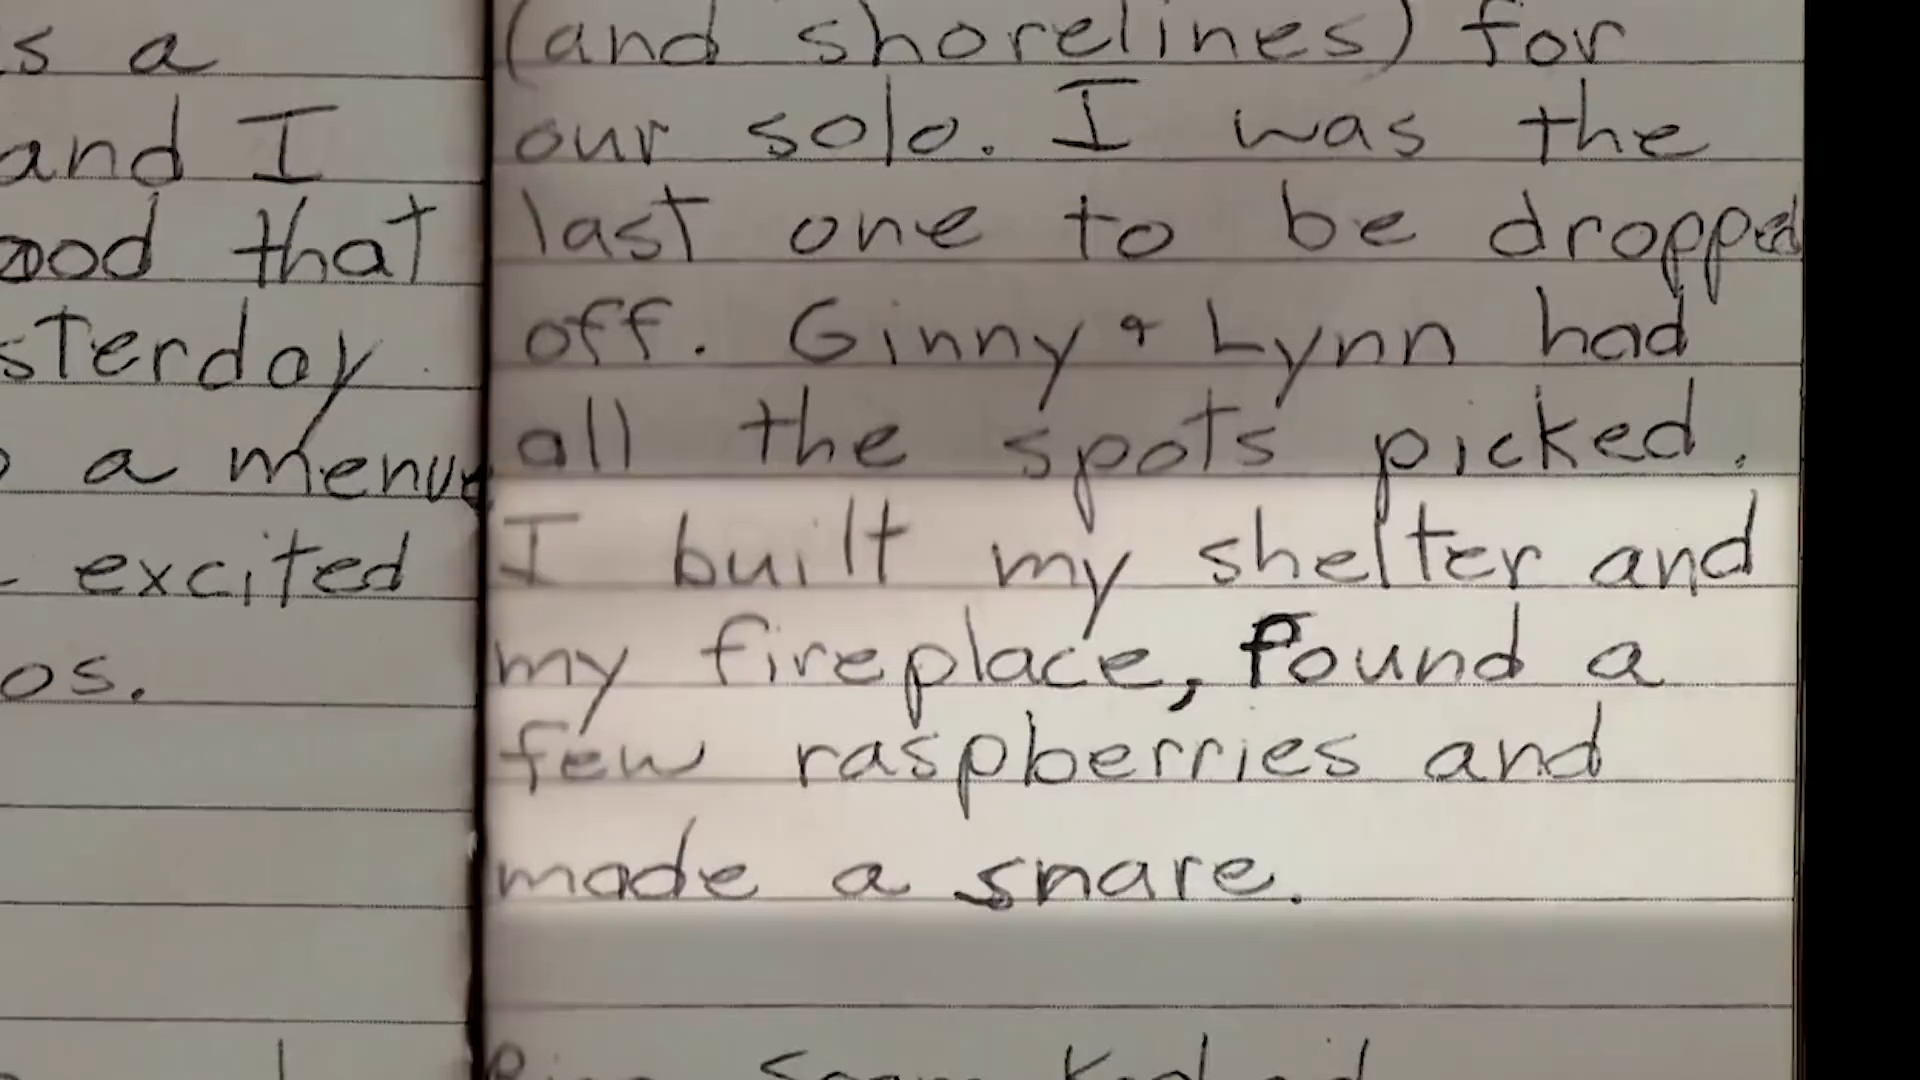 s a
and I
ood that
sterday
a menue
excited
os.
(and shorelines) for
our solo. I was the
last one to be dropped
off. Ginny & Lynn had
all the spots picked.
I built my shelter and
my fireplace, found a
few raspberries and
made a snare.